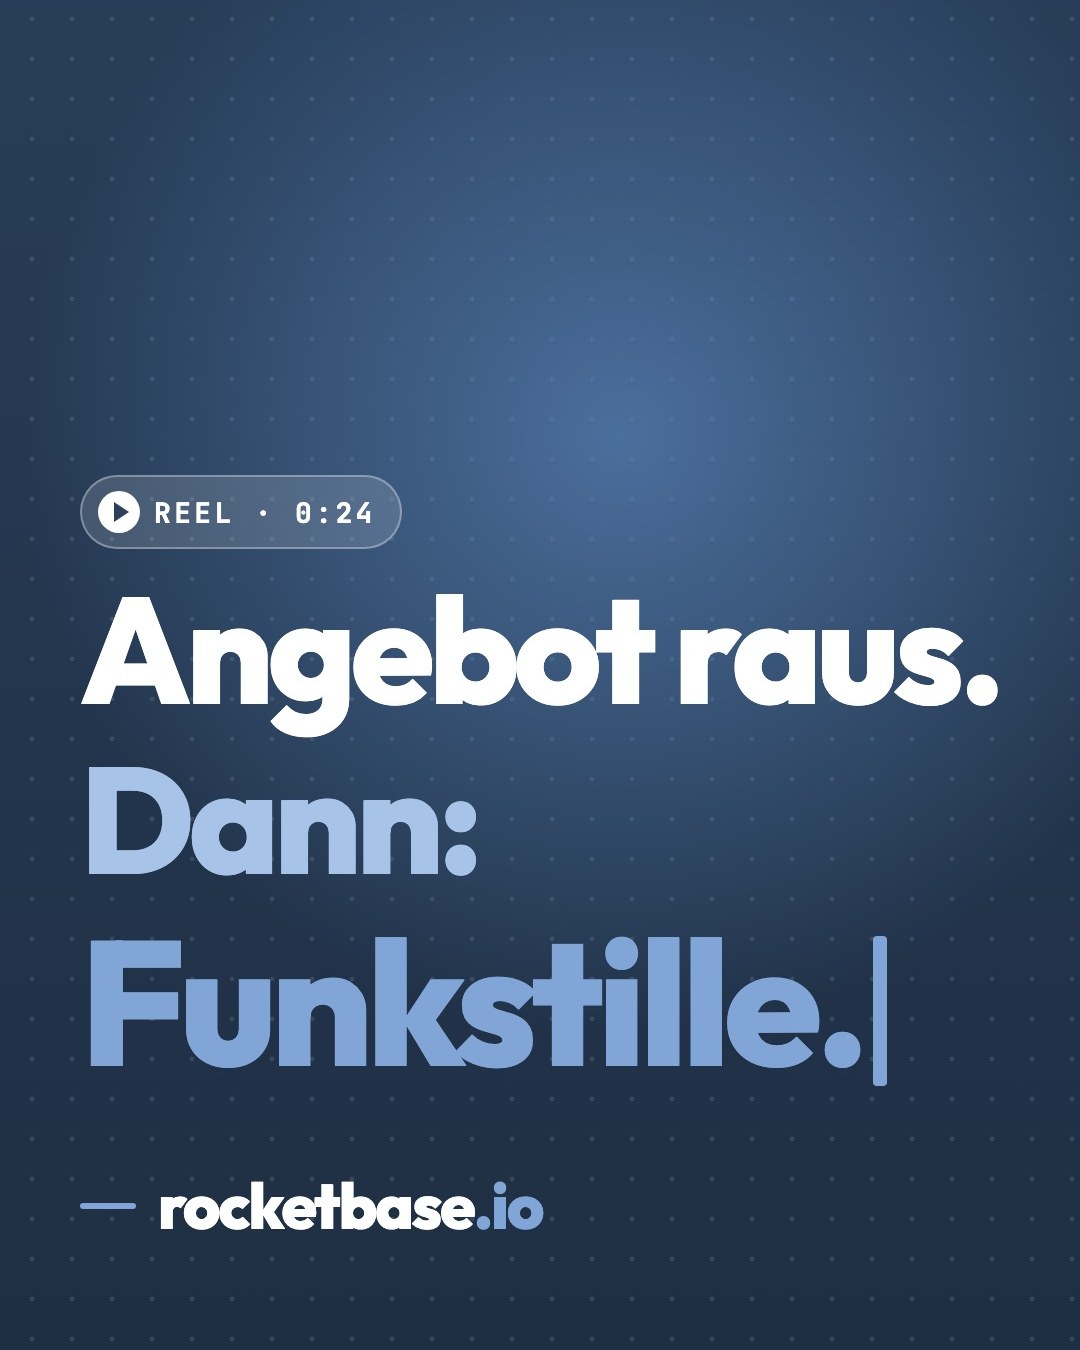 REEL · 0:24
Angebot raus.
Dann:
Funkstille.
rocketbase.io